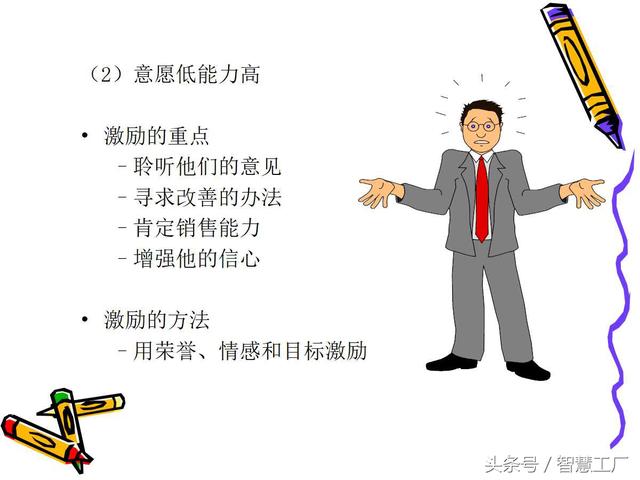 （2）意愿低能力高
• 激励的重点
–聆听他们的意见
–寻求改善的办法
–肯定销售能力
–增强他的信心
• 激励的方法
–用荣誉、情感和目标激励
头条号／智慧工厂